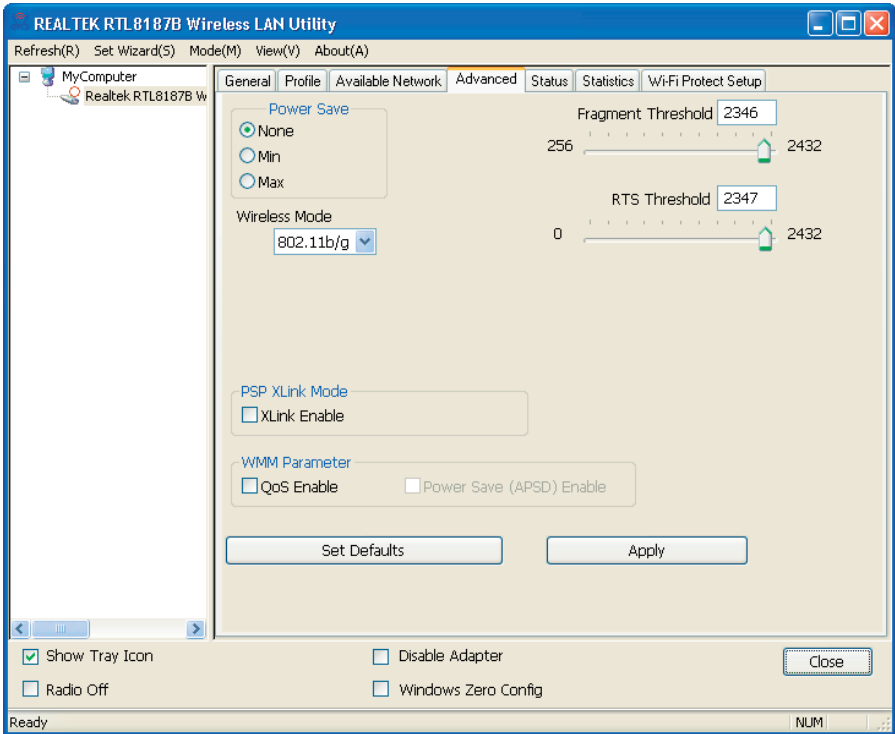 REALTEK RTL8187B Wireless LAN Utility
Refresh(R) Set Wizard(S) Mode(M) View(V) About(A)
MyComputer
Realtek RTL8187B W
General Profile Available Network Advanced Status Statistics Wi-Fi Protect Setup
Power Save
None
Min
Max
Wireless Mode
802.11b/g
Fragment Threshold 2346
256 2432
RTS Threshold 2347
0 2432
PSP XLink Mode
XLink Enable
WMM Parameter
QoS Enable Power Save (APSD) Enable
Set Defaults Apply
Show Tray Icon Disable Adapter Close
Radio Off Windows Zero Config
Ready NUM